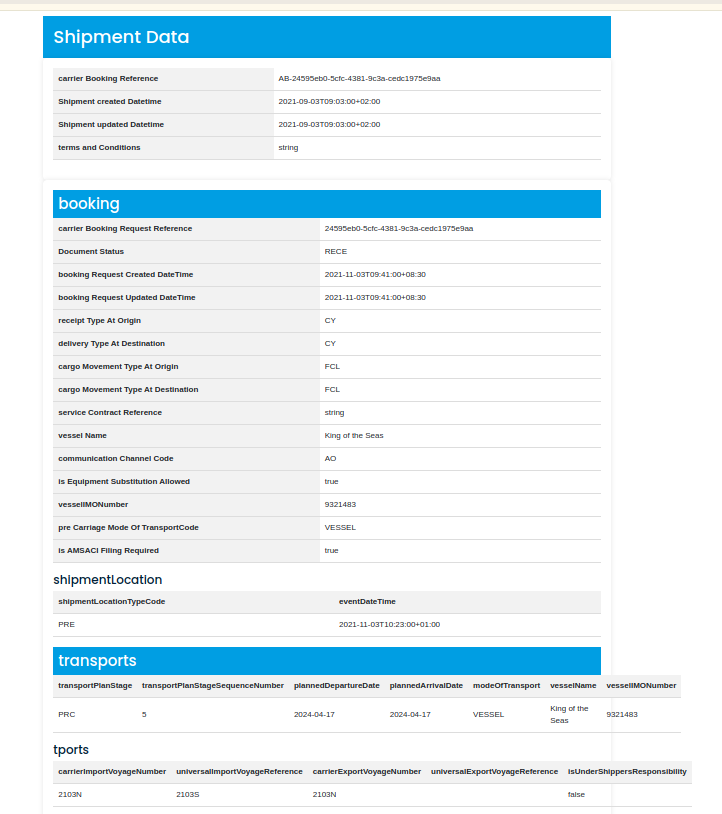 Shipment Data
carrier Booking Reference AB-24595eb0-5cfc-4381-9c3a-cedc1975e9aa
Shipment created Datetime 2021-09-03T09:03:00+02:00
Shipment updated Datetime 2021-09-03T09:03:00+02:00
terms and Conditions string
booking
carrier Booking Request Reference 24595eb0-5cfc-4381-9c3a-cedc1975e9aa
Document Status RECE
booking Request Created DateTime 2021-11-03T09:41:00+08:30
booking Request Updated DateTime 2021-11-03T09:41:00+08:30
receipt Type At Origin CY
delivery Type At Destination CY
cargo Movement Type At Origin FCL
cargo Movement Type At Destination FCL
service Contract Reference string
vessel Name King of the Seas
communication Channel Code AO
is Equipment Substitution Allowed true
vesselIMONumber 9321483
pre Carriage Mode Of TransportCode VESSEL
is AMSACI Filing Required true
shipmentLocation
shipmentLocationTypeCode eventDateTime
PRE 2021-11-03T10:23:00+01:00
transports
transportPlanStage transportPlanStageSequenceNumber plannedDepartureDate plannedArrivalDate modeOfTransport vesselName vesselIMONumber
PRC 5 2024-04-17 2024-04-17 VESSEL King of the Seas 9321483
tports
carrierImportVoyageNumber universalImportVoyageReference carrierExportVoyageNumber universalExportVoyageReference isUnderShippersResponsibility
2103N 2103S 2103N false